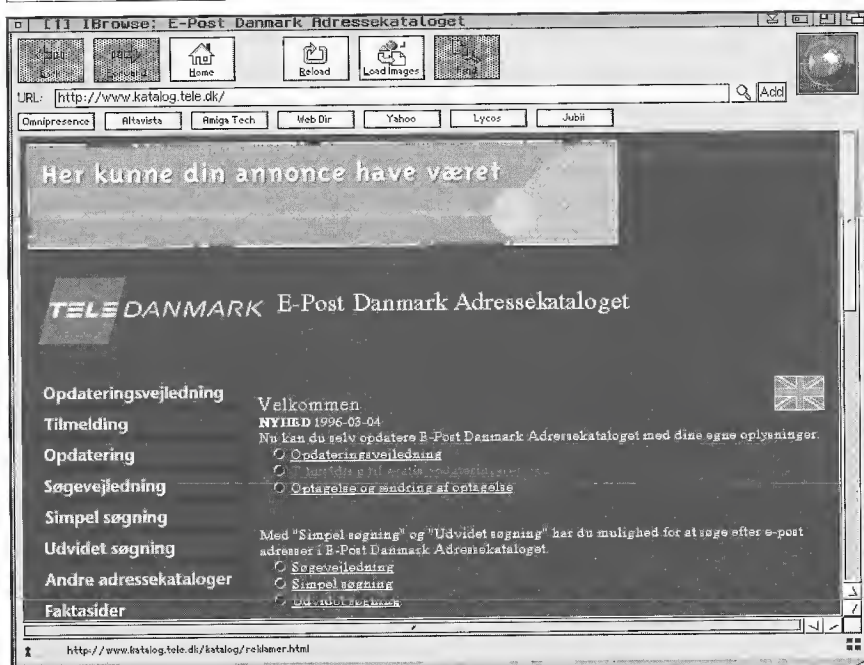 [1] IBrowse: E-Post Danmark Adressekataloget
Home
Reload
Load Images
Find
URL: http://www.katalog.tele.dk/
Add
Omnipresence
Altavista
Amiga Tech
Web Dir
Yahoo
Lycos
Jubii
Her kunne din annonce have været
TELE DANMARK
E-Post Danmark Adressekataloget
Opdateringsvejledning
Tilmelding
Opdatering
Søgevejledning
Simpel søgning
Udvidet søgning
Andre adressekataloger
Faktasider
Velkommen
NYHED 1996-03-04
Nu kan du selv opdatere E-Post Danmark Adressekataloget med dine egne oplysninger.
Opdateringsvejledning
Optagelse og ændring af optagelse
Med "Simpel søgning" og "Udvidet søgning" har du mulighed for at søge efter e-post
adresser i E-Post Danmark Adressekataloget.
Søgevejledning
Simpel søgning
Udvidet søgning
http://www.katalog.tele.dk/katalog/reklamer.html